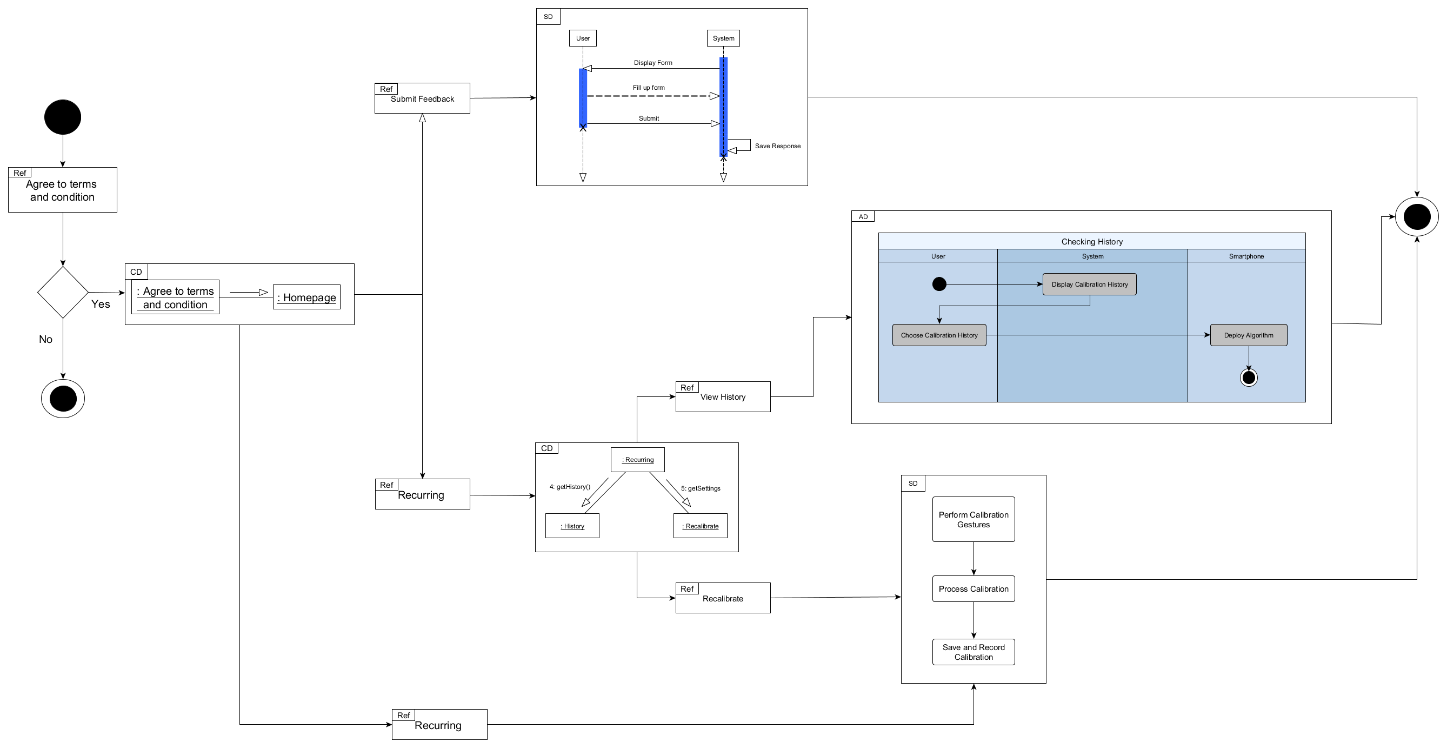 SD
User
System
Display Form
Fill up form
Submit
Save Response
Ref
Submit Feedback
Ref
Agree to terms
and condition
Yes
No
CD
: Agree to terms
and condition
: Homepage
AD
Checking History
User
System
Smartphone
Display Calibration History
Choose Calibration History
Deploy Algorithm
Ref
View History
CD
: Recurring
4; getHistory()
5: getSettings
: History
: Recalibrate
Ref
Recurring
Ref
Recalibrate
SD
Perform Calibration
Gestures
Process Calibration
Save and Record
Calibration
Ref
Recurring